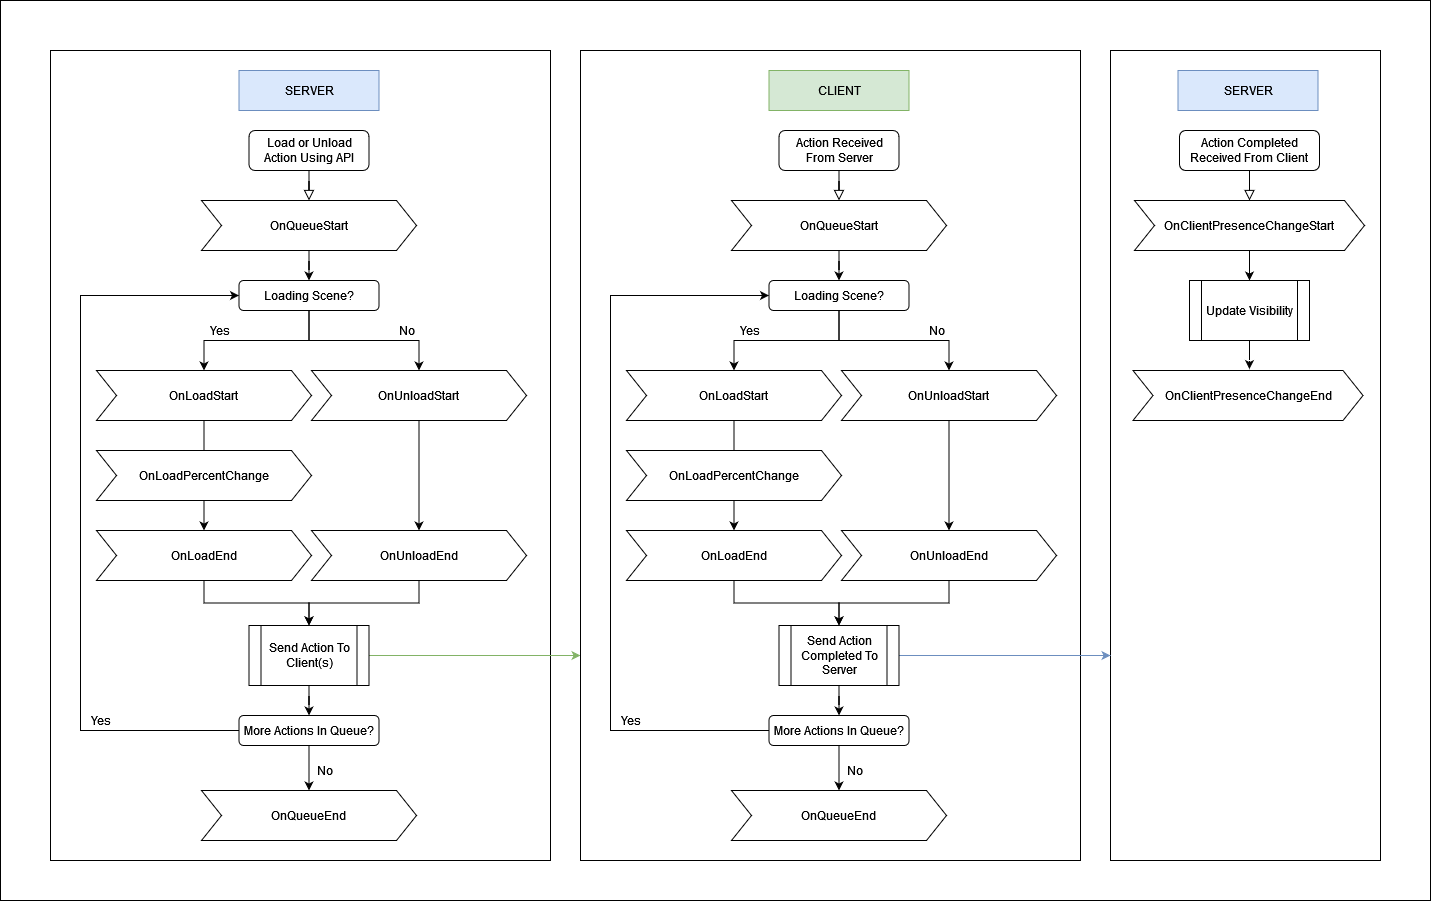 SERVER
Load or Unload
Action Using API
OnQueueStart
Loading Scene?
Yes
No
OnLoadStart
OnUnloadStart
OnLoadPercentChange
OnLoadEnd
OnUnloadEnd
Send Action To
Client(s)
Yes
More Actions In Queue?
No
OnQueueEnd
CLIENT
Action Received
From Server
OnQueueStart
Loading Scene?
Yes
No
OnLoadStart
OnUnloadStart
OnLoadPercentChange
OnLoadEnd
OnUnloadEnd
Send Action
Completed To
Server
Yes
More Actions In Queue?
No
OnQueueEnd
SERVER
Action Completed
Received From Client
OnClientPresenceChangeStart
Update Visibility
OnClientPresenceChangeEnd